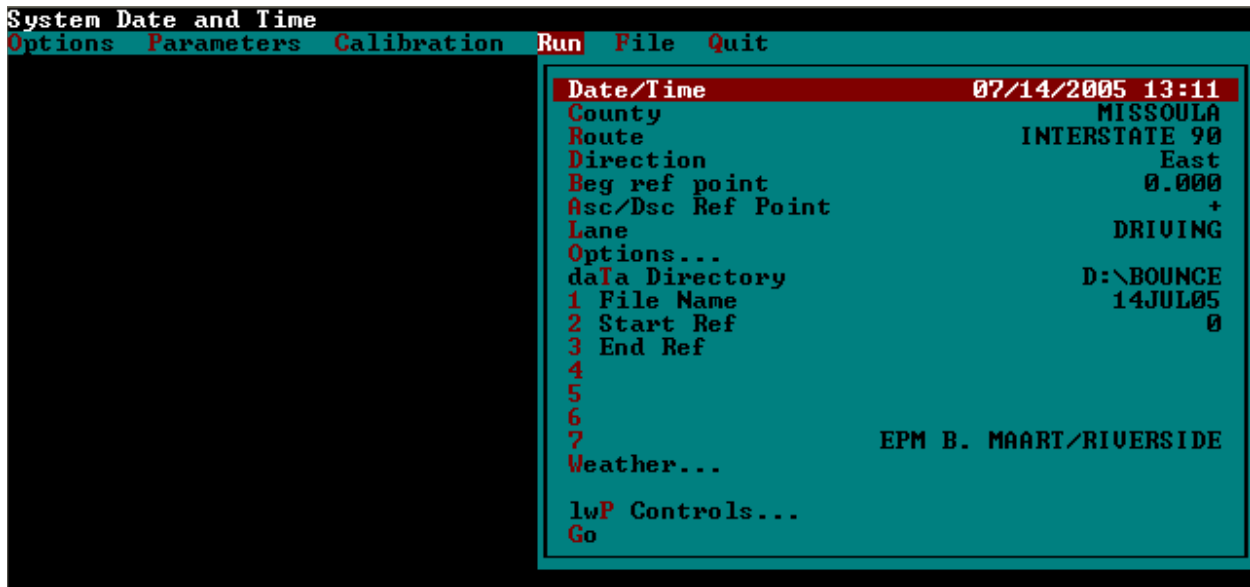 System Date and Time
Options Parameters Calibration Run File Quit
Date/Time 07/14/2005 13:11
County MISSOULA
Route INTERSTATE 90
Direction East
Beg ref point 0.000
Asc/Dsc Ref Point +
Lane DRIVING
Options...
daTa Directory D:\BOUNCE
1 File Name 14JUL05
2 Start Ref 0
3 End Ref
4
5
6
7 EPM B. MAART/RIVERSIDE
Weather...
lwP Controls...
Go